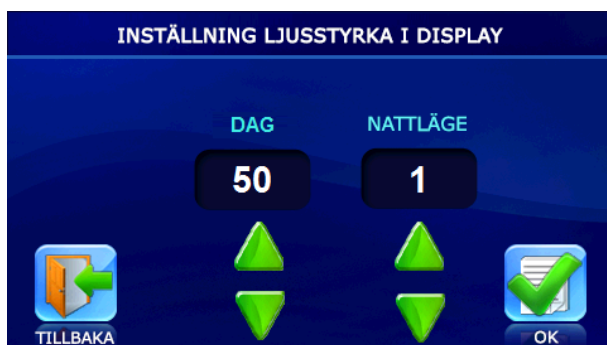 INSTÄLLNING LJUSSTYRKA I DISPLAY
DAG NATTLÄGE
50 1
TILLBAKA OK